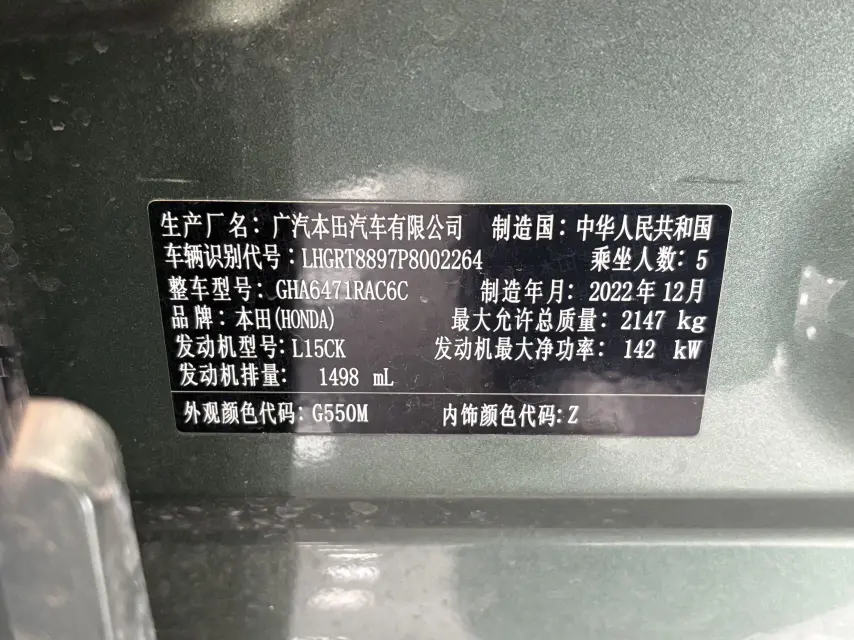 生产厂名：广汽本田汽车有限公司 制造国：中华人民共和国
车辆识别代号：LHGRT8897P8002264 乘坐人数：5
整车型号：GHA6471RAC6C 制造年月：2022年12月
品牌：本田(HONDA) 最大允许总质量：2147 kg
发动机型号：L15CK 发动机最大净功率：142 kW
发动机排量：1498 mL
外观颜色代码：G550M 内饰颜色代码：Z